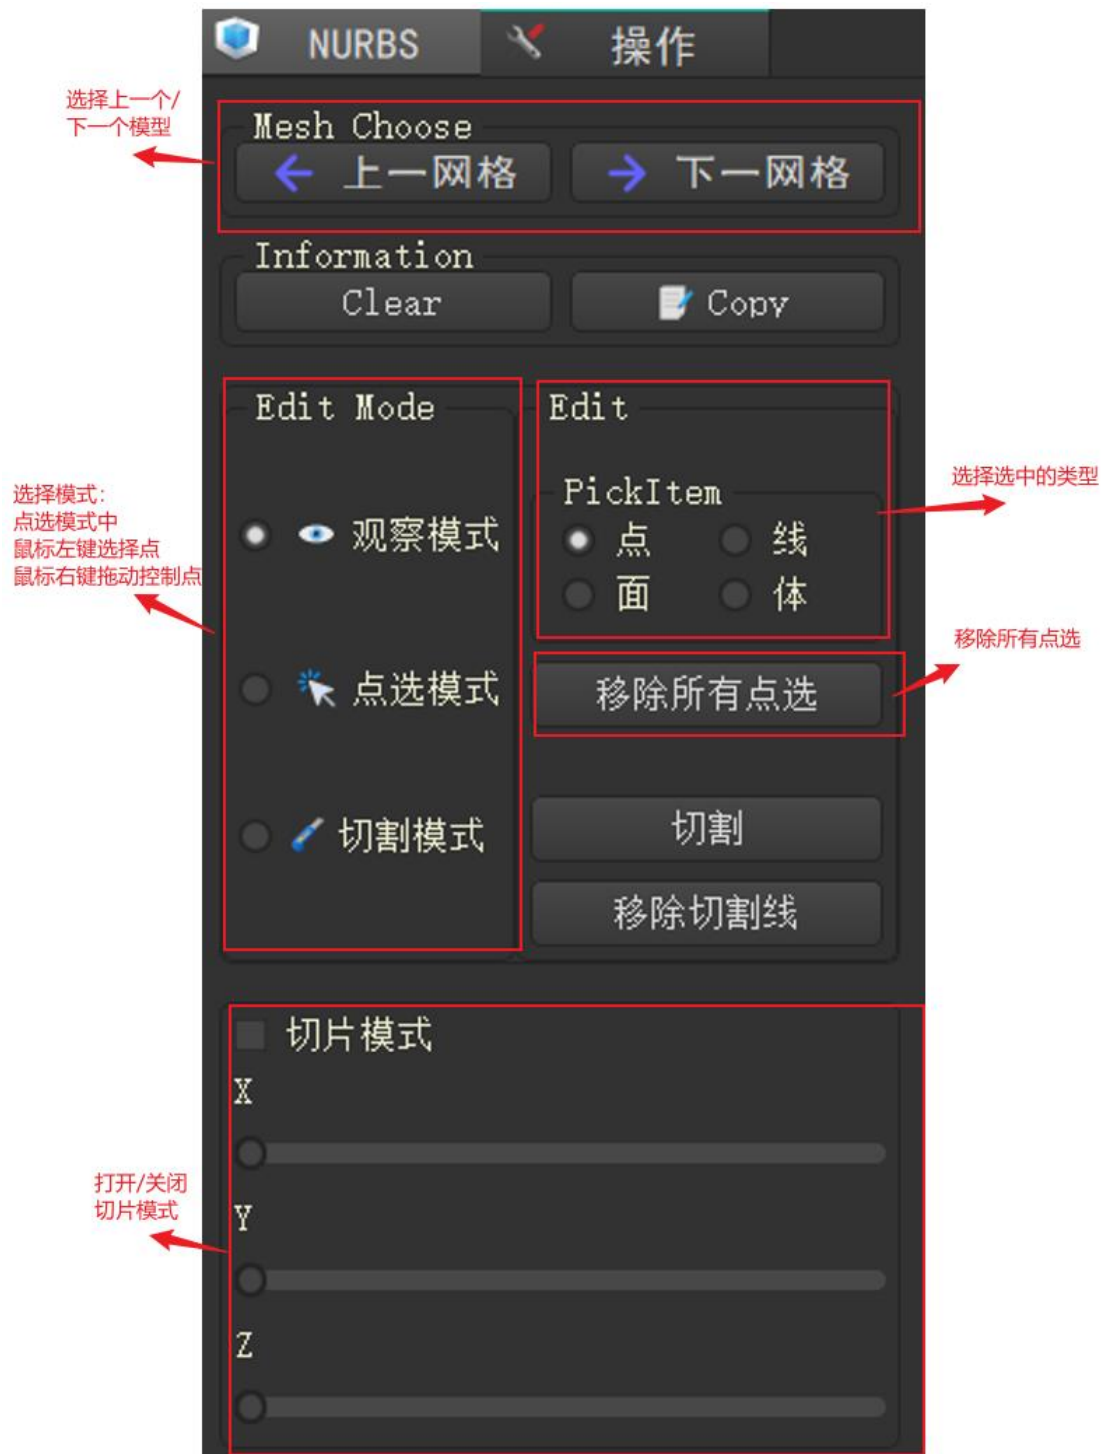 NURBS 操作
选择上一个/
下一个模型
Mesh Choose
上一网格 下一网格
Information
Clear Copy
Edit Mode
选择模式:
点选模式中
鼠标左键选择点
鼠标右键拖动控制点
观察模式
点选模式
切割模式
Edit
PickItem
点 线
面 体
选择选中的类型
移除所有点选
移除所有点选
切割
移除切割线
切片模式
X
打开/关闭
切片模式
Y
Z